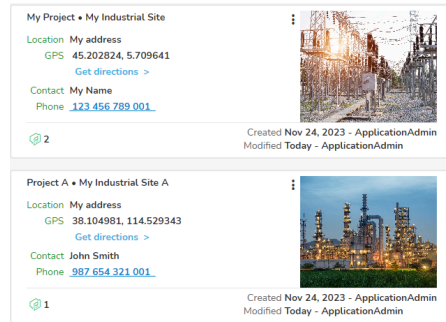 My Project • My Industrial Site
Location My address
GPS 45.202824, 5.709641
Get directions >
Contact My Name
Phone 123 456 789 001
2
Created Nov 24, 2023 - ApplicationAdmin
Modified Today - ApplicationAdmin
Project A • My Industrial Site A
Location My address
GPS 38.104981, 114.529343
Get directions >
Contact John Smith
Phone 987 654 321 001
1
Created Nov 24, 2023 - ApplicationAdmin
Modified Today - ApplicationAdmin